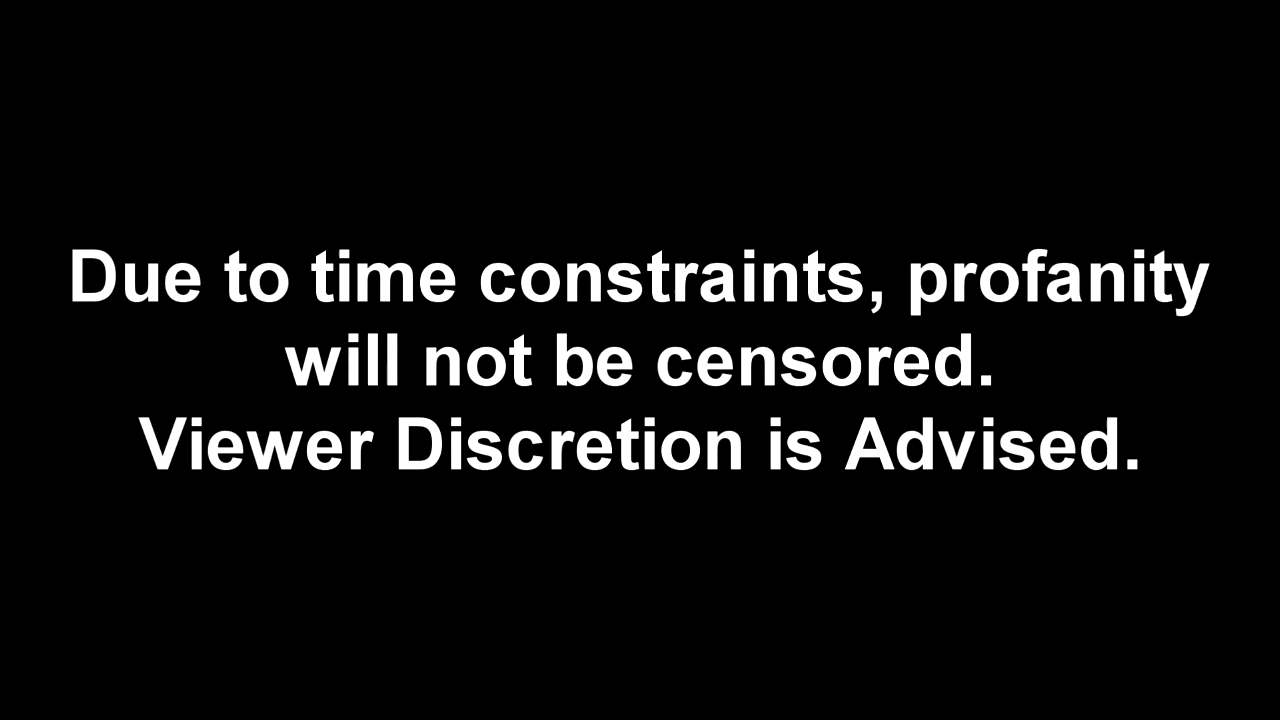 Due to time constraints, profanity
will not be censored.
Viewer Discretion is Advised.